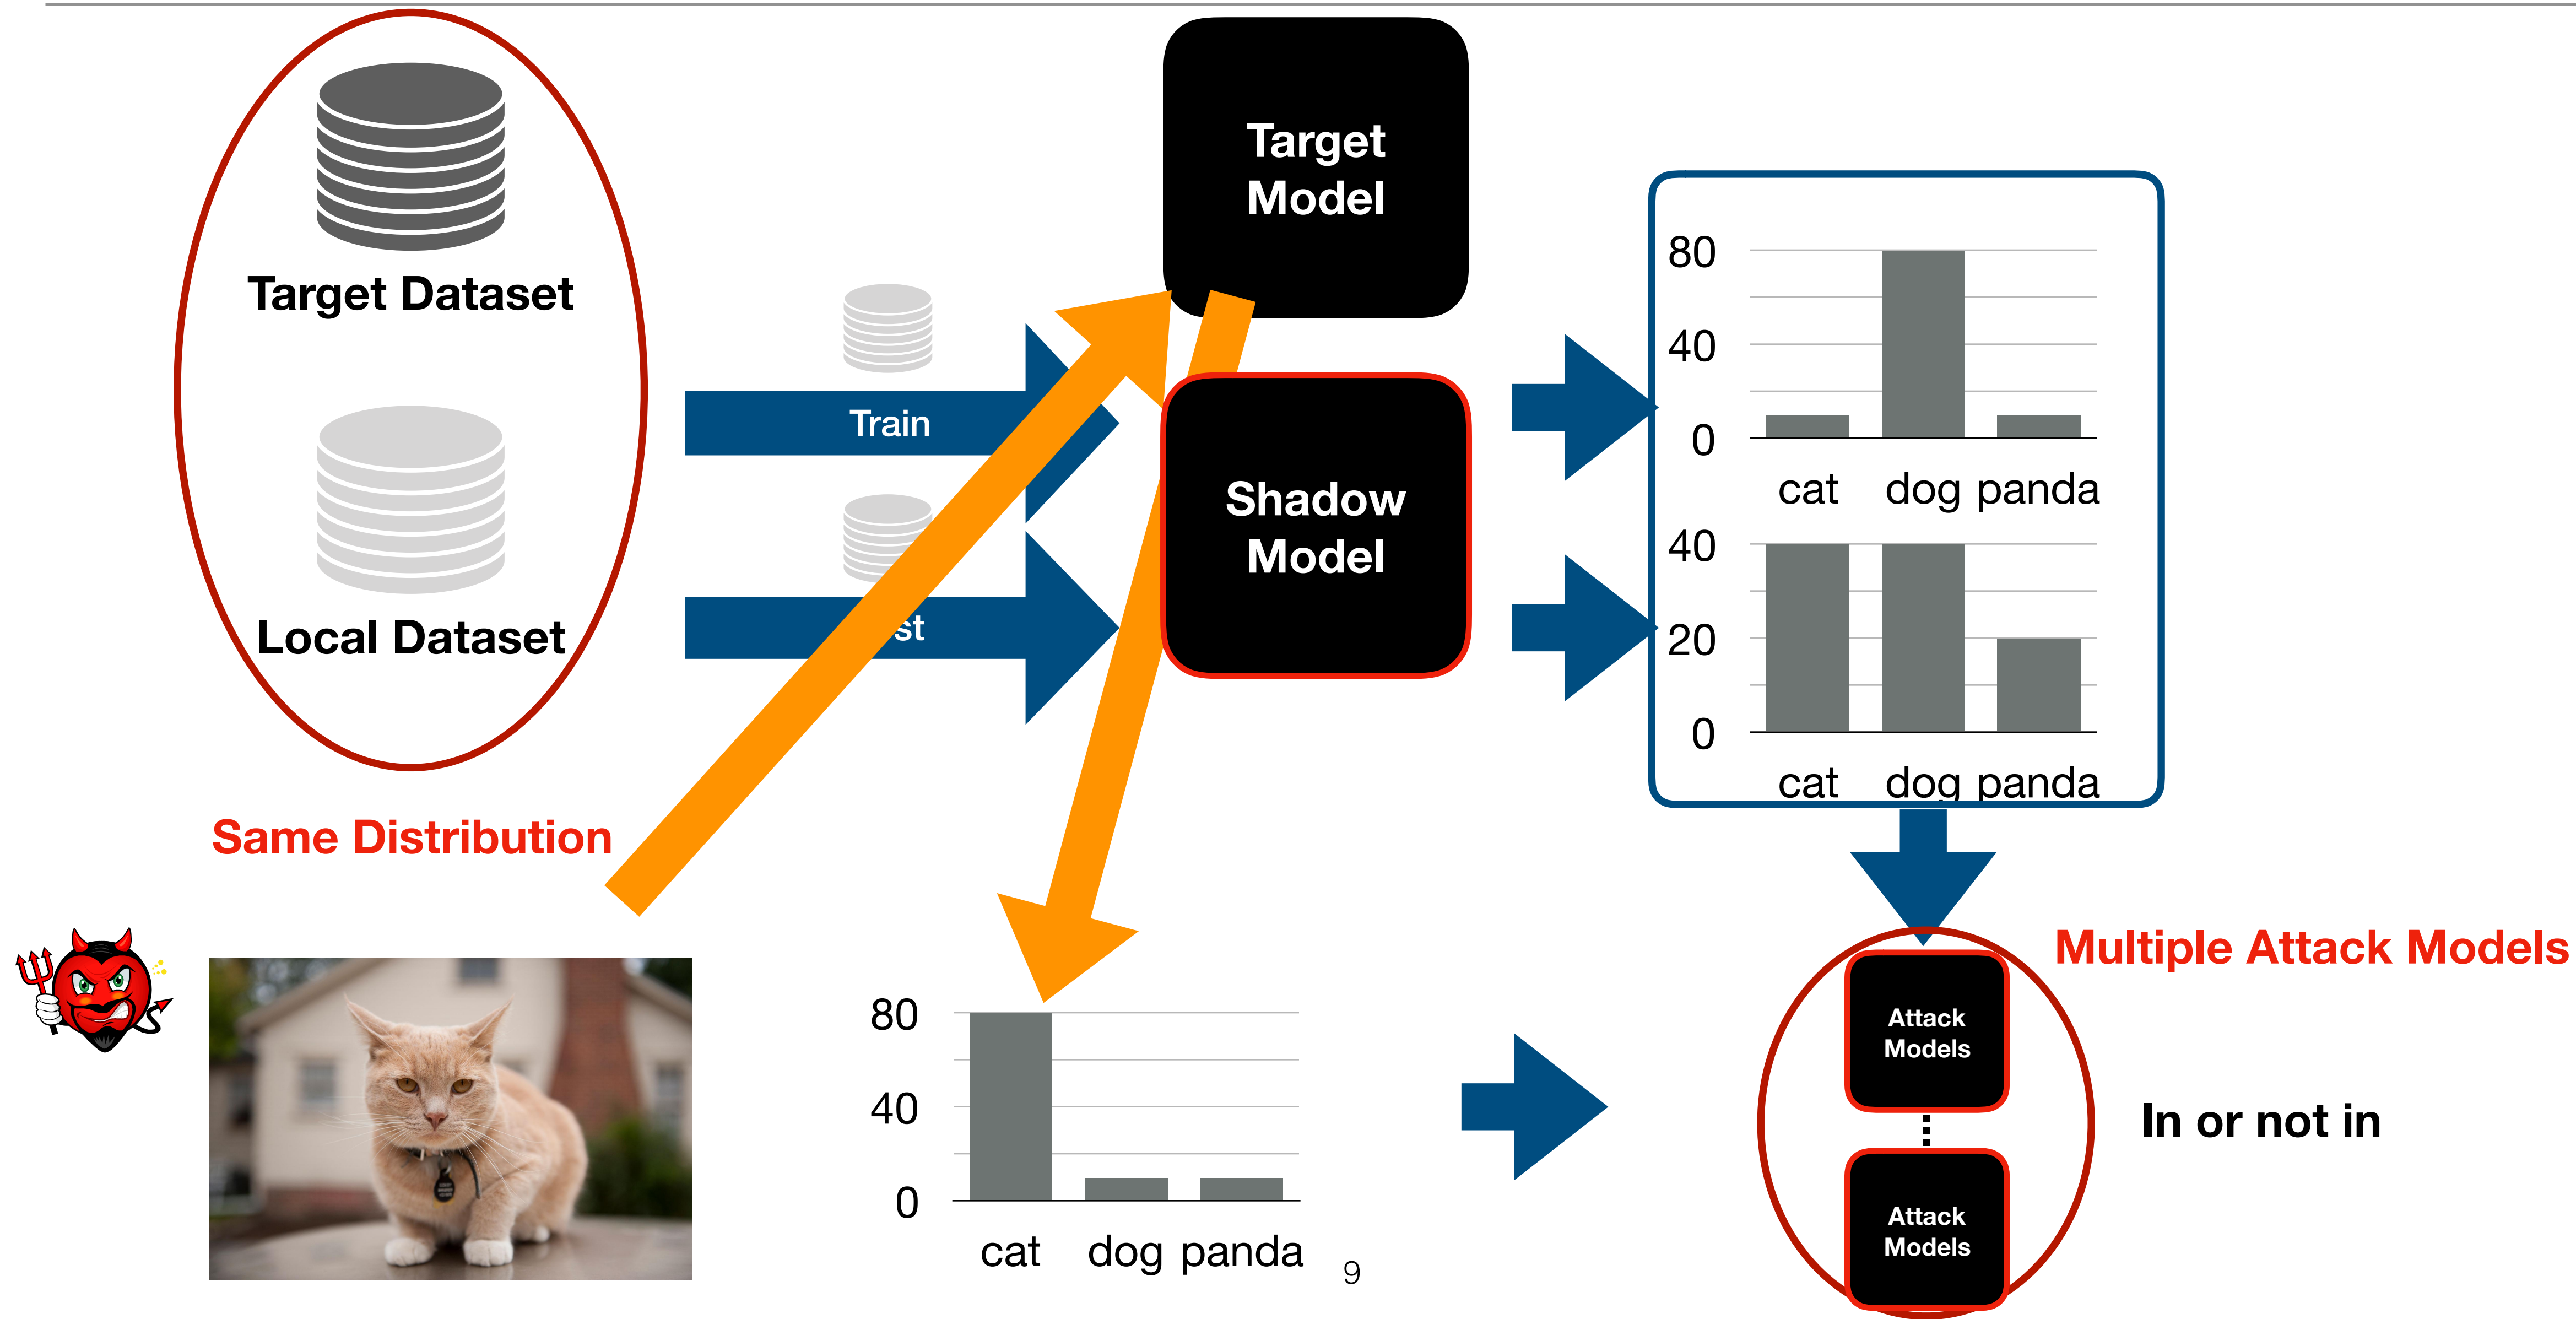 Target Dataset
Local Dataset
Same Distribution
Train
st
Target
Model
Shadow
Model
80
40
0
cat dog panda
40
20
0
cat dog panda
Multiple Attack Models
Attack
Models
Attack
Models
In or not in
80
40
0
cat dog panda
9